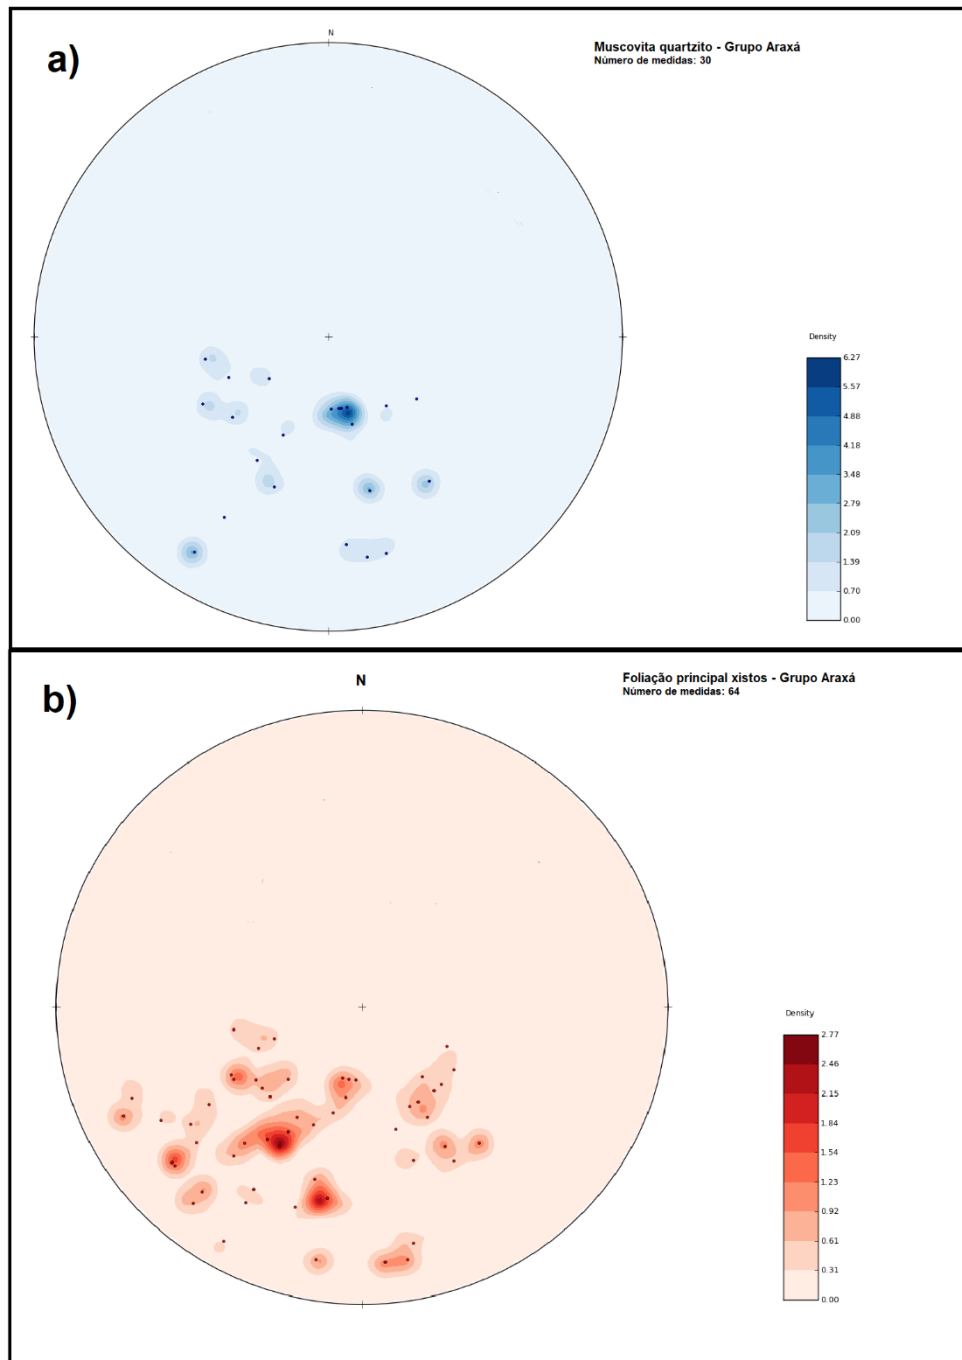 a)
N
Muscovita quartzito - Grupo Araxá
Número de medidas: 30
Density
6.27
5.57
4.88
4.18
3.48
2.79
2.09
1.39
0.70
0.00
b)
N
Foliação principal xistos - Grupo Araxá
Número de medidas: 64
Density
2.77
2.46
2.15
1.84
1.54
1.23
0.92
0.61
0.31
0.00